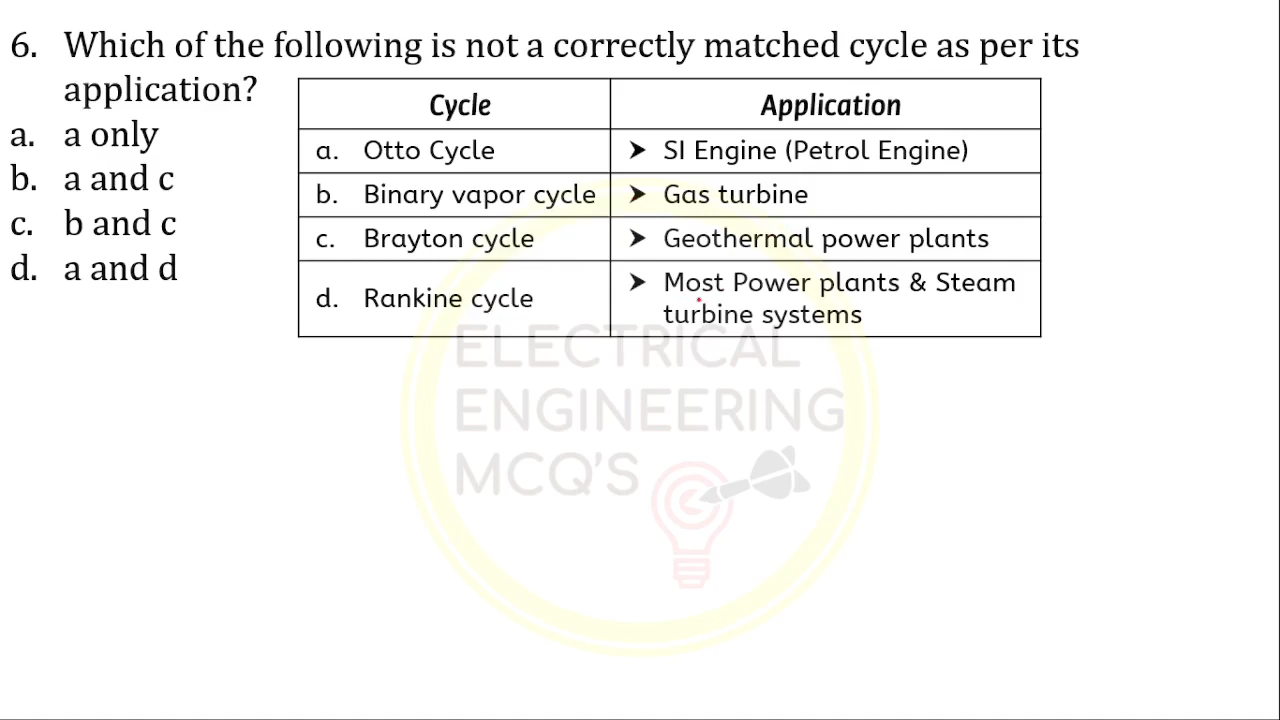 6. Which of the following is not a correctly matched cycle as per its
application?
a. a only
b. a and c
c. b and c
d. a and d
Cycle Application
a. Otto Cycle ➤ SI Engine (Petrol Engine)
b. Binary vapor cycle ➤ Gas turbine
c. Brayton cycle ➤ Geothermal power plants
d. Rankine cycle ➤ Most Power plants & Steam
turbine systems
ELECTRICAL
ENGINEERING
MCQ'S